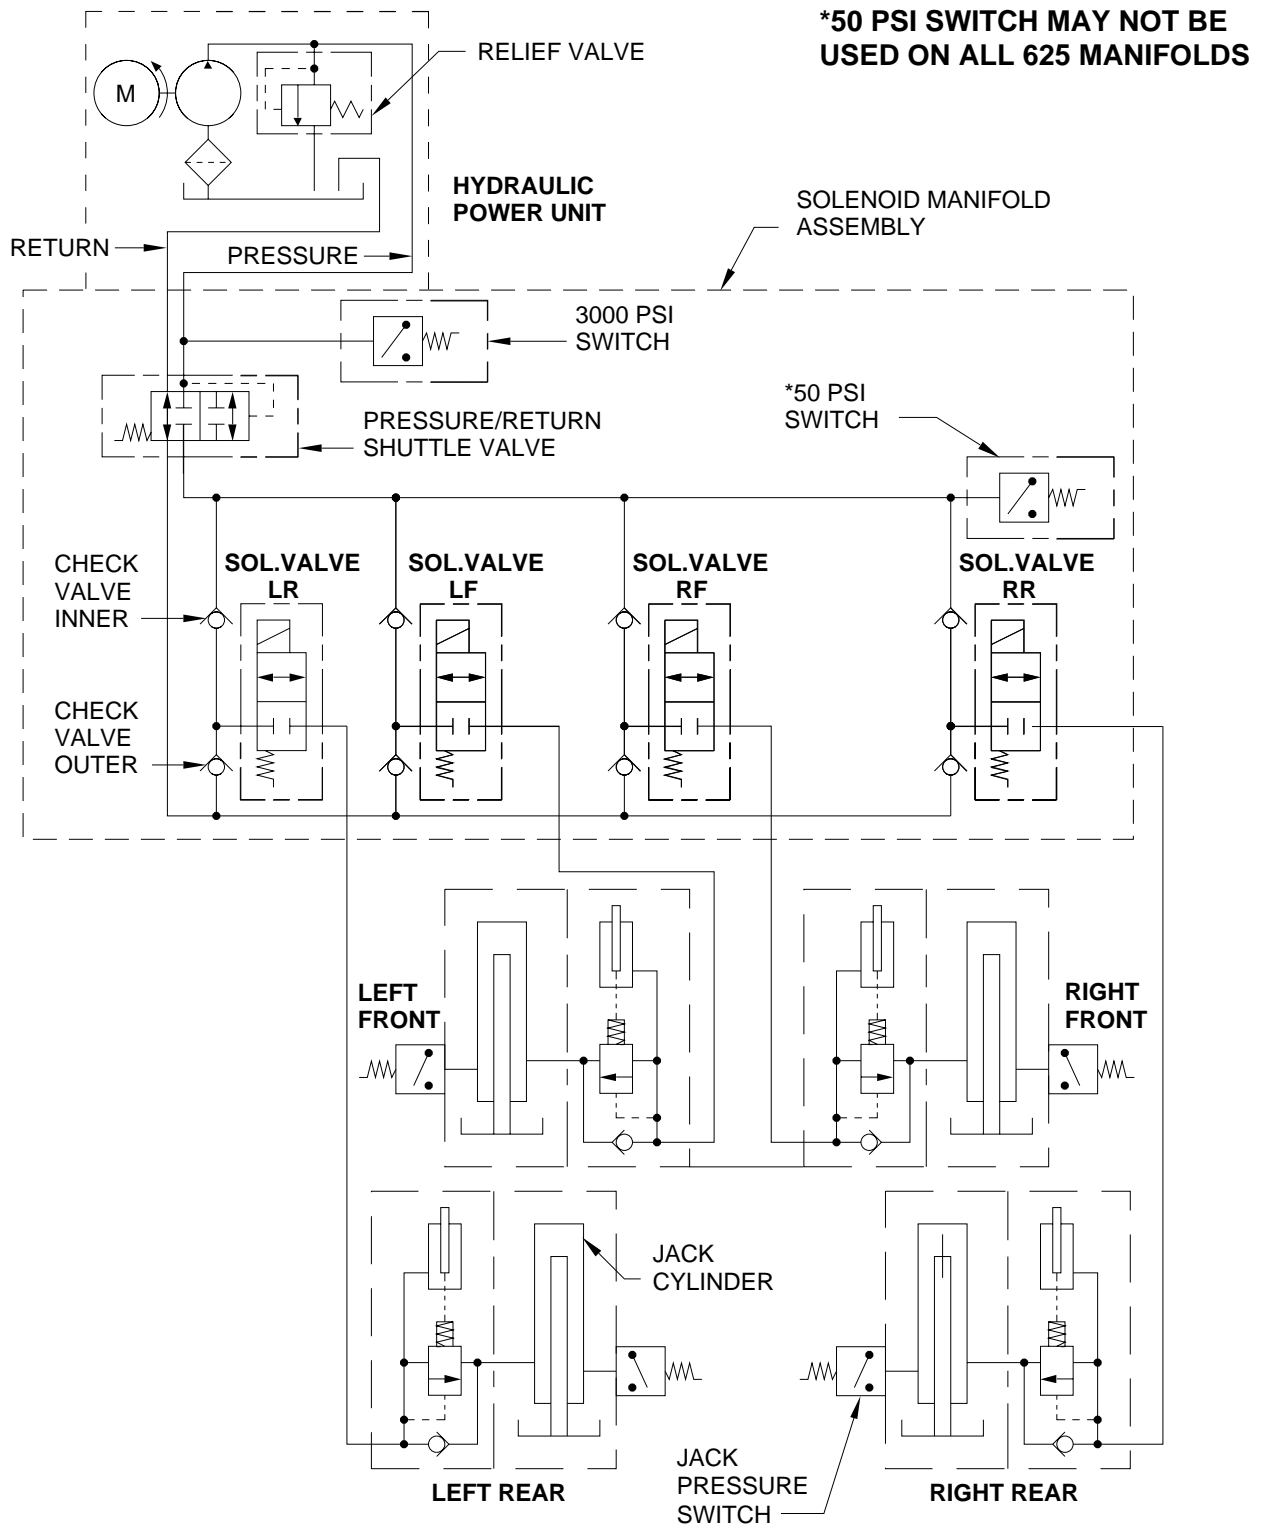 *50 PSI SWITCH MAY NOT BE
USED ON ALL 625 MANIFOLDS
RELIEF VALVE
M
HYDRAULIC
POWER UNIT
SOLENOID MANIFOLD
ASSEMBLY
RETURN
PRESSURE
3000 PSI
SWITCH
*50 PSI
SWITCH
PRESSURE/RETURN
SHUTTLE VALVE
CHECK
VALVE
INNER
SOL.VALVE
LR
SOL.VALVE
LF
SOL.VALVE
RF
SOL.VALVE
RR
CHECK
VALVE
OUTER
LEFT
FRONT
RIGHT
FRONT
JACK
CYLINDER
JACK
PRESSURE
SWITCH
LEFT REAR
RIGHT REAR